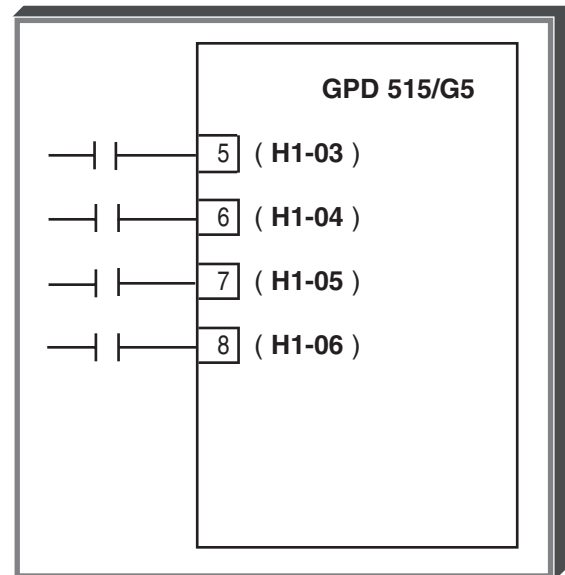 GPD 515/G5
5 ( H1-03 )
6 ( H1-04 )
7 ( H1-05 )
8 ( H1-06 )